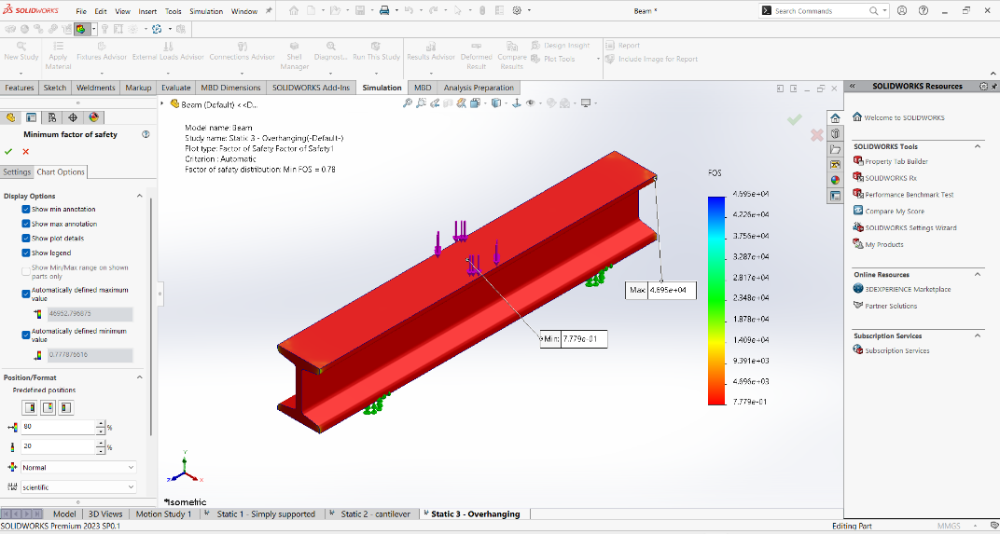 SOLIDWORKS File Edit View Insert Tools Simulation Window Beam * Search Commands
New Study Apply Material Fixtures Advisor External Loads Advisor Connections Advisor Shell Manager Diagnost... Run This Study Results Advisor Deformed Result Compare Results Design Insight Plot Tools Report Include Image for Report
Features Sketch Weldments Markup Evaluate MBD Dimensions SOLIDWORKS Add-Ins Simulation MBD Analysis Preparation
Minimum factor of safety
Settings Chart Options
Display Options
Show min annotation
Show max annotation
Show plot details
Show legend
Show Min/Max range on shown
parts only
Automatically defined maximum
value
46952.796875
Automatically defined minimum
value
0.777876616
Position/Format
Predefined positions
80 %
20 %
Normal
scientific
Beam (Default) <<D...
Model name: Beam
Study name: Static 3 - Overhanging(-Default-)
Plot type: Factor of Safety Factor of Safety1
Criterion : Automatic
Factor of safety distribution: Min FOS = 0.78
Max: 4.695e+04
Min: 7.779e-01
FOS
4.695e+04
4.226e+04
3.756e+04
3.287e+04
2.817e+04
2.348e+04
1.878e+04
1.409e+04
9.391e+03
4.696e+03
7.779e-01
Y
Z
X
*Isometric
SOLIDWORKS Resources
Welcome to SOLIDWORKS
SOLIDWORKS Tools
Property Tab Builder
SOLIDWORKS Rx
Performance Benchmark Test
Compare My Score
SOLIDWORKS Settings Wizard
My Products
Online Resources
3DEXPERIENCE Marketplace
Partner Solutions
Subscription Services
Subscription Services
Model 3D Views Motion Study 1 Static 1 - Simply supported Static 2 - cantilever Static 3 - Overhanging
SOLIDWORKS Premium 2023 SP0.1 Editing Part MMGS